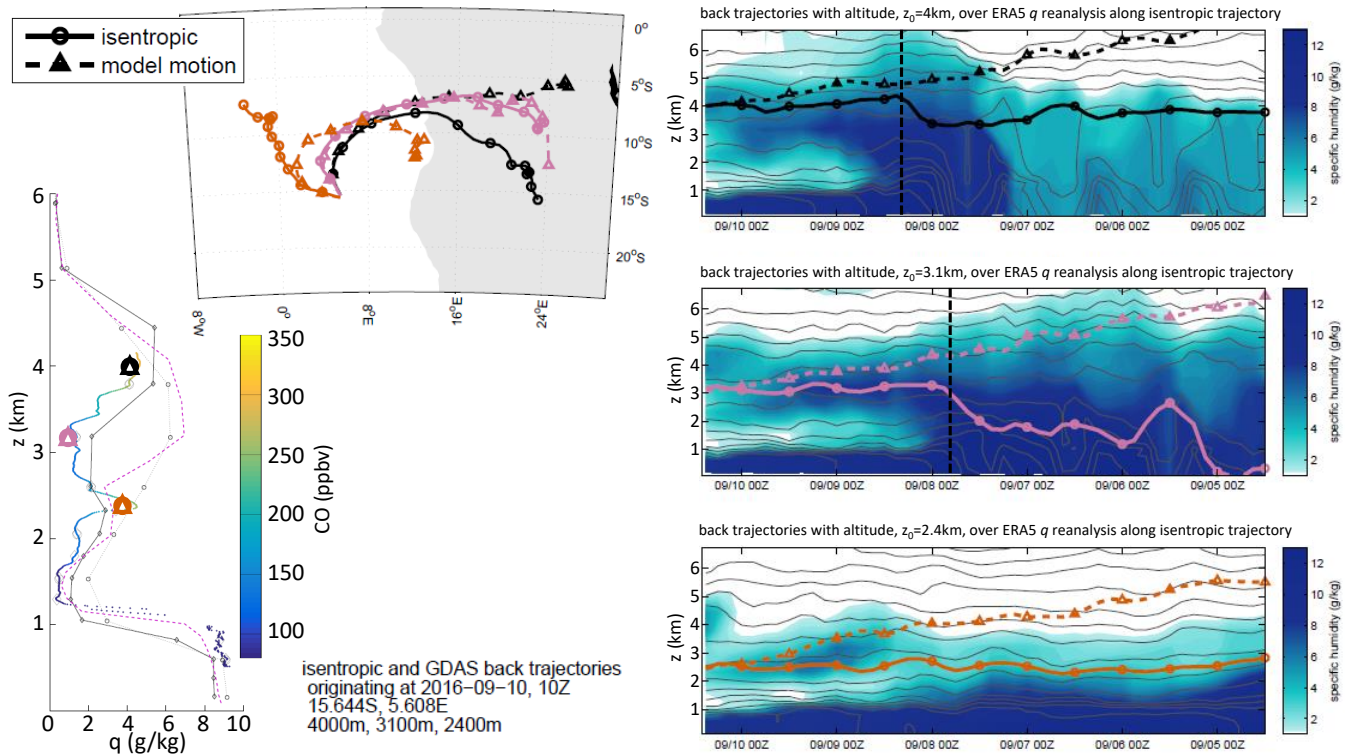 isentropic
model motion
0°
5°S
10°S
15°S
20°S
8°W
0°
8°E
16°E
24°E
6
5
4
3
2
1
z (km)
0 2 4 6 8 10
q (g/kg)
350
300
250
200
150
100
CO (ppbv)
isentropic and GDAS back trajectories
originating at 2016-09-10, 10Z
15.644S, 5.608E
4000m, 3100m, 2400m
back trajectories with altitude, z0=4km, over ERA5 q reanalysis along isentropic trajectory
6
5
4
3
2
1
z (km)
09/10 00Z 09/09 00Z 09/08 00Z 09/07 00Z 09/06 00Z 09/05 00Z
12
10
8
6
4
2
specific humidity (g/kg)
back trajectories with altitude, z0=3.1km, over ERA5 q reanalysis along isentropic trajectory
6
5
4
3
2
1
z (km)
09/10 00Z 09/09 00Z 09/08 00Z 09/07 00Z 09/06 00Z 09/05 00Z
12
10
8
6
4
2
specific humidity (g/kg)
back trajectories with altitude, z0=2.4km, over ERA5 q reanalysis along isentropic trajectory
6
5
4
3
2
1
z (km)
09/10 00Z 09/09 00Z 09/08 00Z 09/07 00Z 09/06 00Z 09/05 00Z
12
10
8
6
4
2
specific humidity (g/kg)